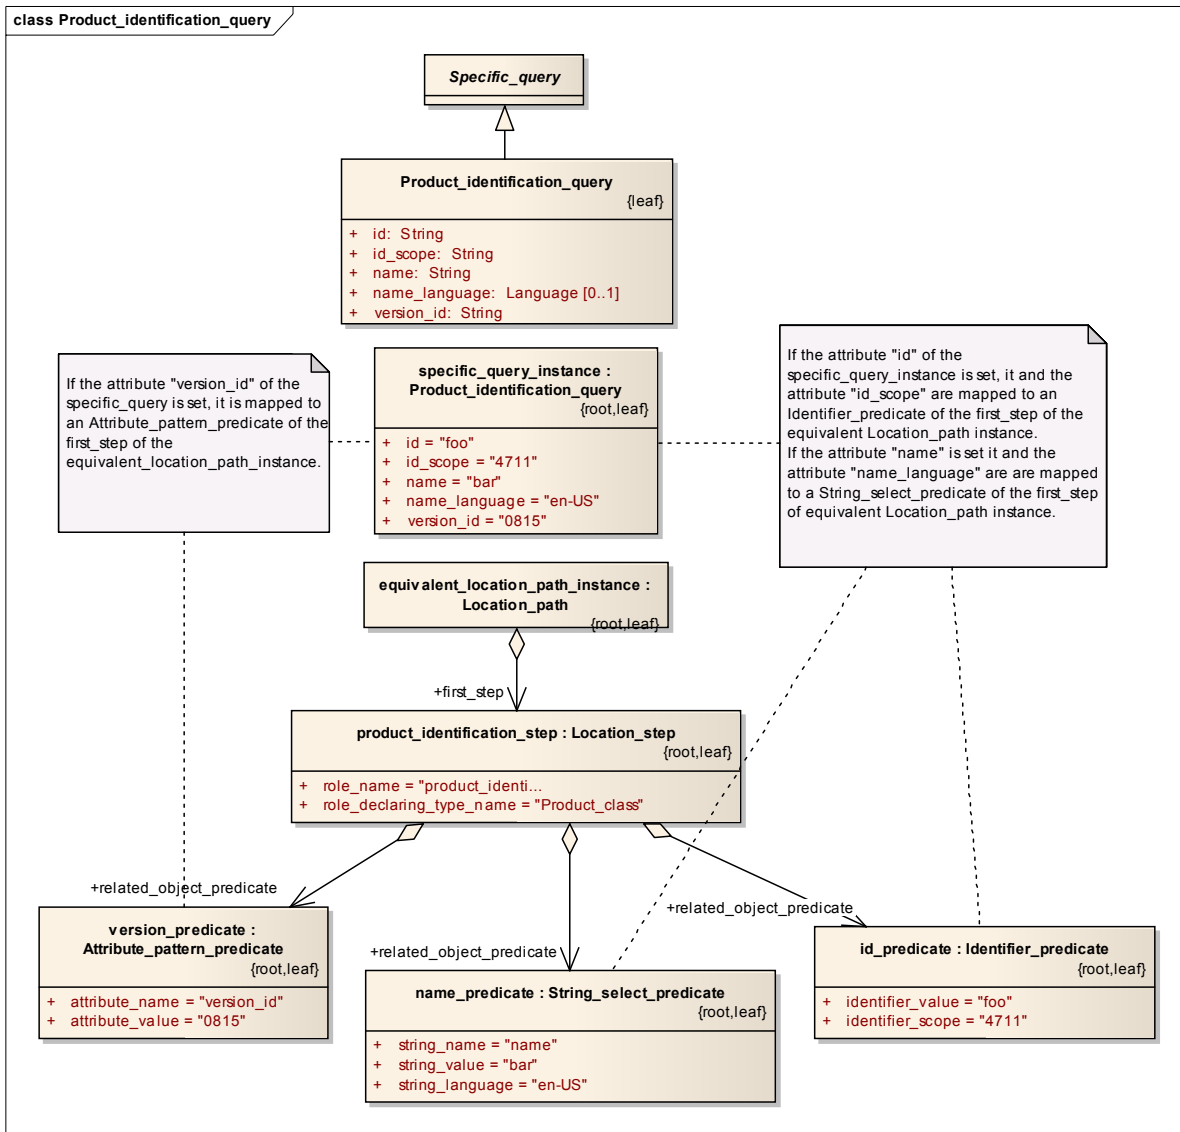 class Product_identification_query
Specific_query
Product_identification_query
{leaf}
+ id: String
+ id_scope: String
+ name: String
+ name_language: Language [0..1]
+ version_id: String
If the attribute "version_id" of the
specific_query is set, it is mapped to
an Attribute_pattern_predicate of the
first_step of the
equivalent_location_path_instance.
specific_query_instance :
Product_identification_query
{root,leaf}
+ id = "foo"
+ id_scope = "4711"
+ name = "bar"
+ name_language = "en-US"
+ version_id = "0815"
If the attribute "id" of the
specific_query_instance is set, it and the
attribute "id_scope" are mapped to an
Identifier_predicate of the first_step of the
equivalent Location_path instance.
If the attribute "name" is set it and the
attribute "name_language" are are mapped
to a String_select_predicate of the first_step
of equivalent Location_path instance.
equivalent_location_path_instance :
Location_path
{root,leaf}
+first_step
product_identification_step : Location_step
{root,leaf}
+ role_name = "product_identi...
+ role_declaring_type_name = "Product_class"
+related_object_predicate
+related_object_predicate
+related_object_predicate
version_predicate :
Attribute_pattern_predicate
{root,leaf}
+ attribute_name = "version_id"
+ attribute_value = "0815"
name_predicate : String_select_predicate
{root,leaf}
+ string_name = "name"
+ string_value = "bar"
+ string_language = "en-US"
id_predicate : Identifier_predicate
{root,leaf}
+ identifier_value = "foo"
+ identifier_scope = "4711"